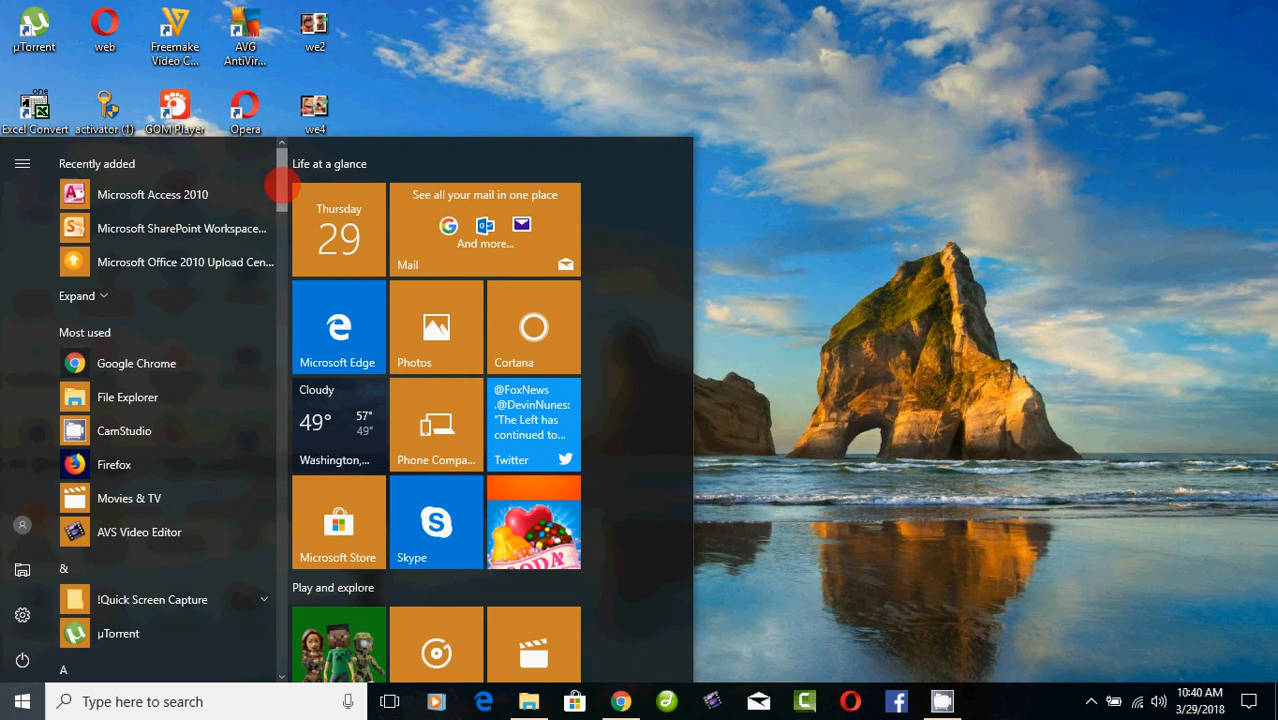 µTorrent
web
Freemake
Video C...
AVG
AntiVir...
we2
one
Excel Convert
activator (1)
GOM Player
Opera
we4
Recently added
Microsoft Access 2010
Microsoft SharePoint Workspace...
Microsoft Office 2010 Upload Cen...
Expand
Most used
Google Chrome
File Explorer
CamStudio
Firefox
Movies & TV
AVS Video Editor
&
!Quick Screen Capture
µTorrent
A
Life at a glance
Thursday
29
See all your mail in one place
And more...
Mail
Microsoft Edge
Photos
Cortana
Cloudy
49° 57°
49°
Washington,...
Phone Compa...
@FoxNews
.@DevinNunes:
"The Left has
continued to...
Twitter
Microsoft Store
Skype
SODA
Play and explore
Type here to search
10:40 AM
3/29/2018